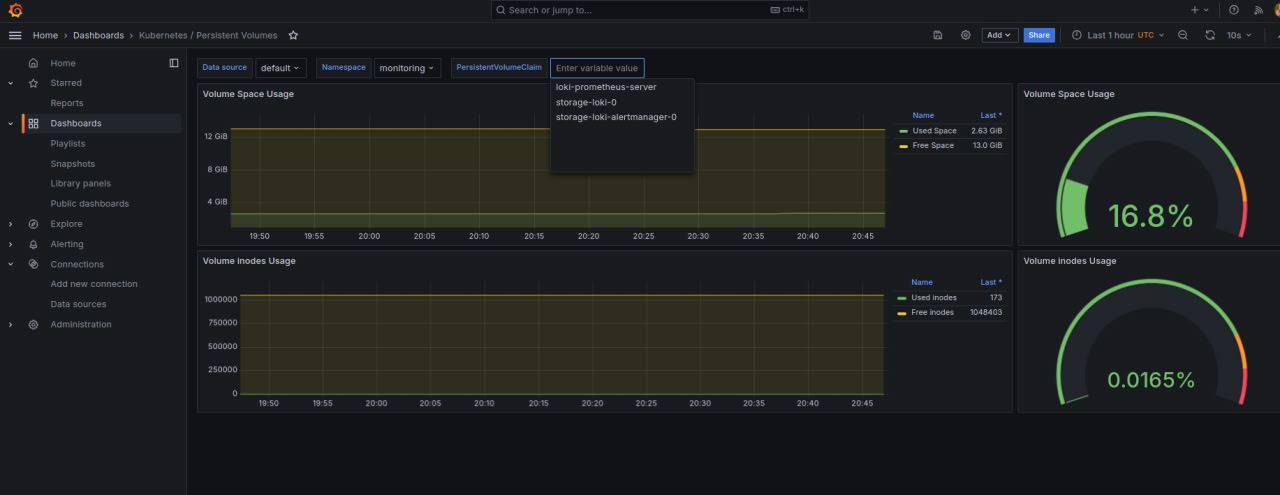 Search or jump to... ctrl+k
Home › Dashboards › Kubernetes / Persistent Volumes
Add Share Last 1 hour UTC 10s
Home
Starred
Reports
Dashboards
Playlists
Snapshots
Library panels
Public dashboards
Explore
Alerting
Connections
Add new connection
Data sources
Administration
Data source default Namespace monitoring PersistentVolumeClaim Enter variable value
loki-prometheus-server
storage-loki-0
storage-loki-alertmanager-0
Volume Space Usage
12 GiB
8 GiB
4 GiB
19:50 19:55 20:00 20:05 20:10 20:15 20:20 20:25 20:30 20:35 20:40 20:45
Name Last *
Used Space 2.63 GiB
Free Space 13.0 GiB
Volume Space Usage
16.8%
Volume inodes Usage
1000000
750000
500000
250000
0
19:50 19:55 20:00 20:05 20:10 20:15 20:20 20:25 20:30 20:35 20:40 20:45
Name Last *
Used inodes 173
Free inodes 1048403
Volume inodes Usage
0.0165%